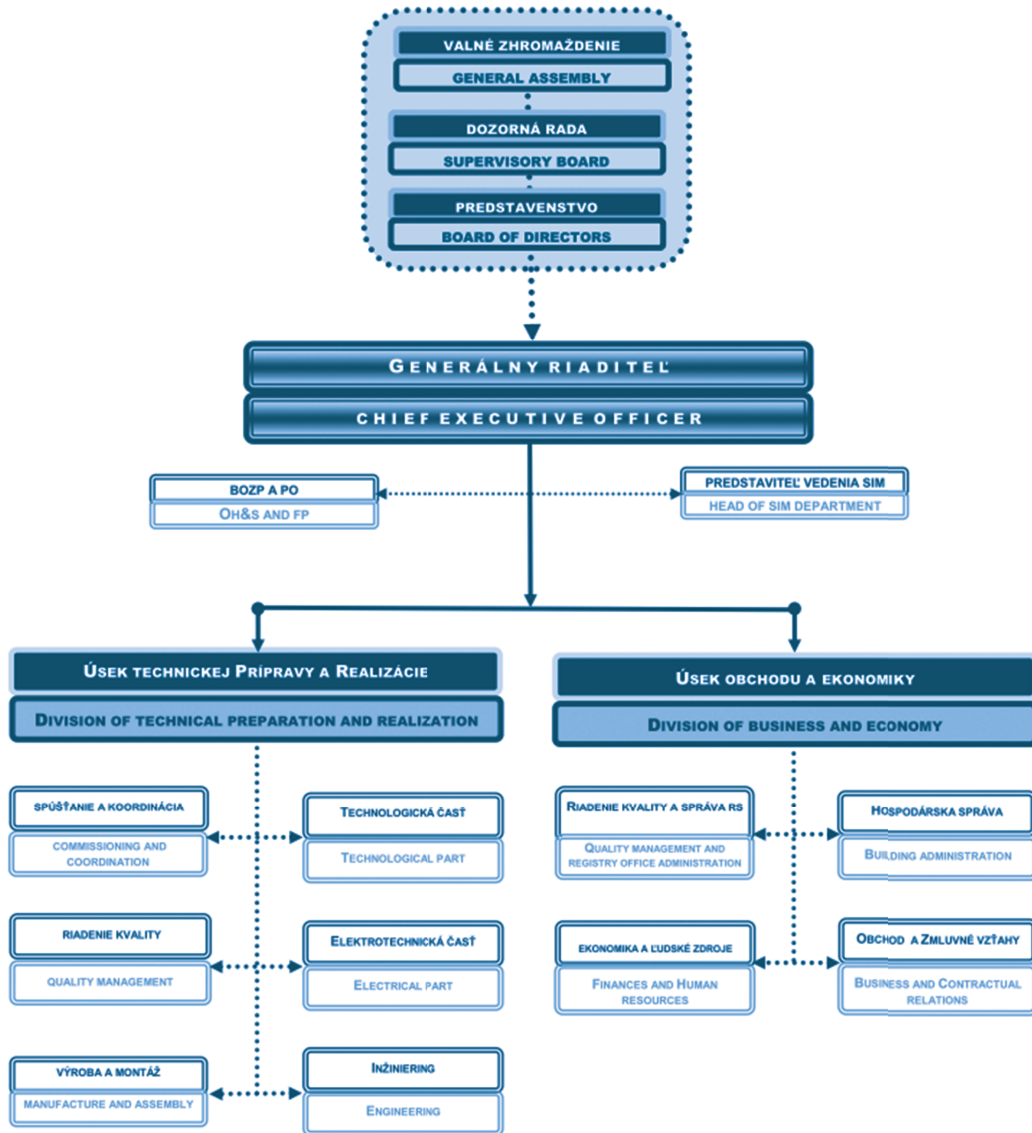 VALNÉ ZHROMAŽDENIE
GENERAL ASSEMBLY
DOZORNÁ RADA
SUPERVISORY BOARD
PREDSTAVENSTVO
BOARD OF DIRECTORS
GENERÁLNY RIADITEĽ
CHIEF EXECUTIVE OFFICER
BOZP A PO
OH&S AND FP
PREDSTAVITEĽ VEDENIA SIM
HEAD OF SIM DEPARTMENT
ÚSEK TECHNICKEJ PRÍPRAVY A REALIZÁCIE
DIVISION OF TECHNICAL PREPARATION AND REALIZATION
ÚSEK OBCHODU A EKONOMIKY
DIVISION OF BUSINESS AND ECONOMY
SPÚŠŤANIE A KOORDINÁCIA
COMMISSIONING AND
COORDINATION
TECHNOLOGICKÁ ČASŤ
TECHNOLOGICAL PART
RIADENIE KVALITY
QUALITY MANAGEMENT
ELEKTROTECHNICKÁ ČASŤ
ELECTRICAL PART
VÝROBA A MONTÁŽ
MANUFACTURE AND ASSEMBLY
INŽINIERING
ENGINEERING
RIADENIE KVALITY A SPRÁVA RS
QUALITY MANAGEMENT AND
REGISTRY OFFICE ADMINISTRATION
HOSPODÁRSKA SPRÁVA
BUILDING ADMINISTRATION
EKONOMIKA A ĽUDSKÉ ZDROJE
FINANCES AND HUMAN
RESOURCES
OBCHOD A ZMLUVNÉ VZŤAHY
BUSINESS AND CONTRACTUAL
RELATIONS